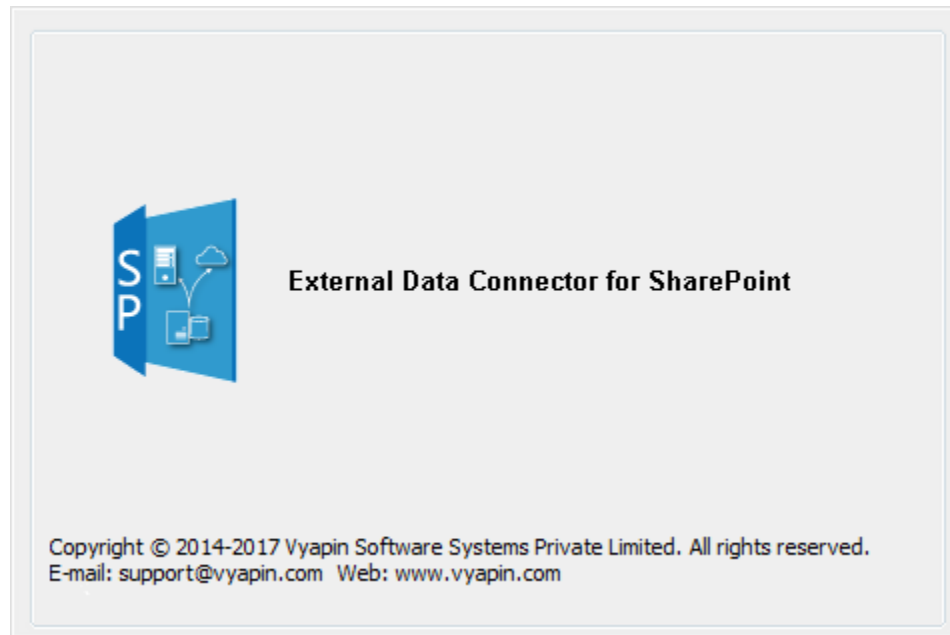 SP
External Data Connector for SharePoint
Copyright © 2014-2017 Vyapin Software Systems Private Limited. All rights reserved.
E-mail: support@vyapin.com Web: www.vyapin.com